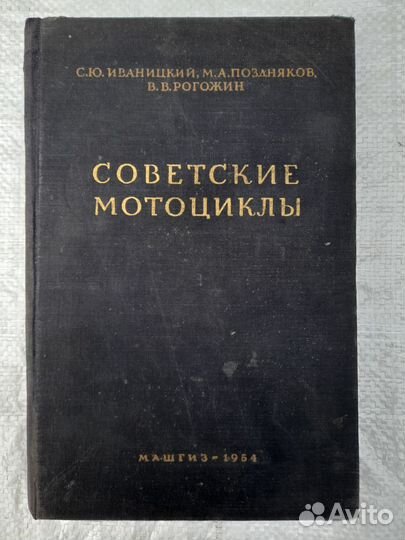 С.Ю. ИВАНИЦКИЙ, М.А. ПОЗДНЯКОВ,
В. В. РОГОЖИН
СОВЕТСКИЕ
МОТОЦИКЛЫ
МАШГИЗ - 1954
Avito